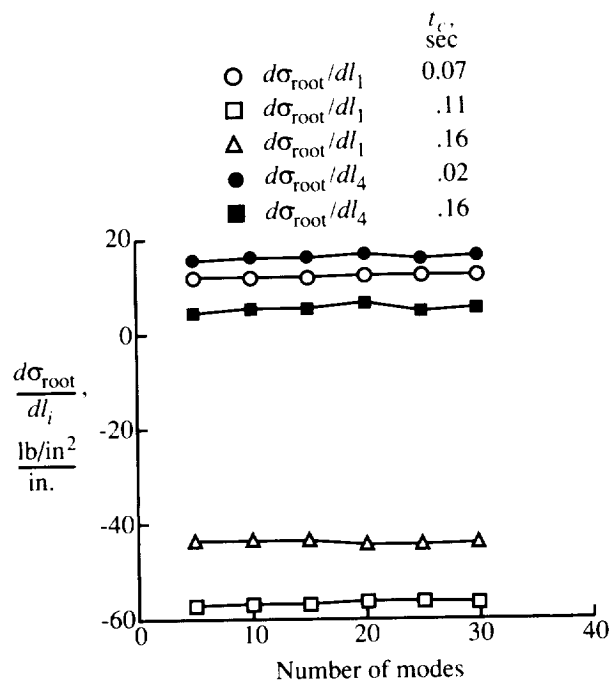 t_c,
sec
○ dσ_root/dl_1 0.07
□ dσ_root/dl_1 .11
△ dσ_root/dl_1 .16
● dσ_root/dl_4 .02
■ dσ_root/dl_4 .16
20
0
-20
-40
-60
dσ_root
dl_i,
lb/in^2
in.
0 10 20 30 40
Number of modes